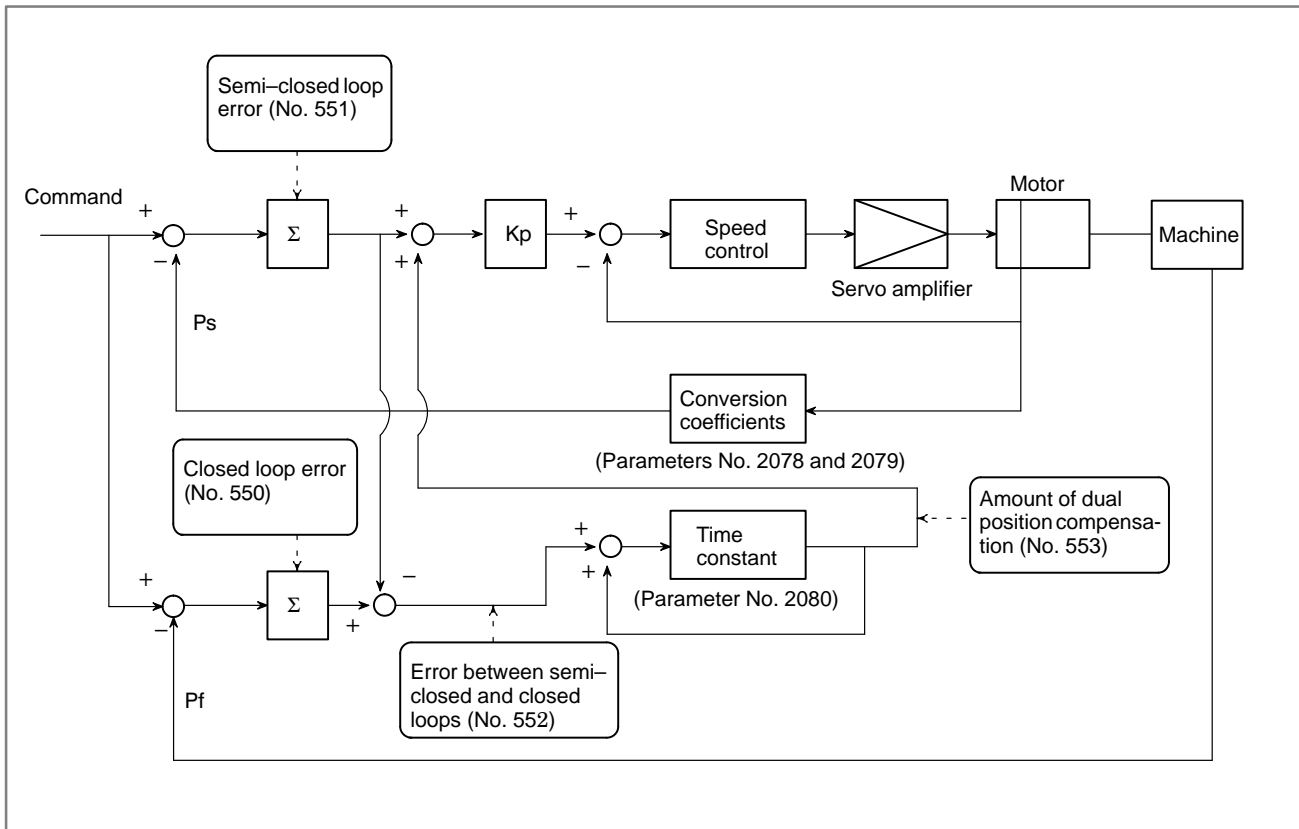 Semi–closed loop
error (No. 551)
Command
Motor
+
−
Σ
+
+
Kp
+
−
Speed
control
Servo amplifier
Machine
Ps
Conversion
coefficients
(Parameters No. 2078 and 2079)
Closed loop error
(No. 550)
Amount of dual
position compensa-
tion (No. 553)
+
−
Σ
+
−
+
+
Time
constant
(Parameter No. 2080)
Error between semi–
closed and closed
loops (No. 552)
Pf